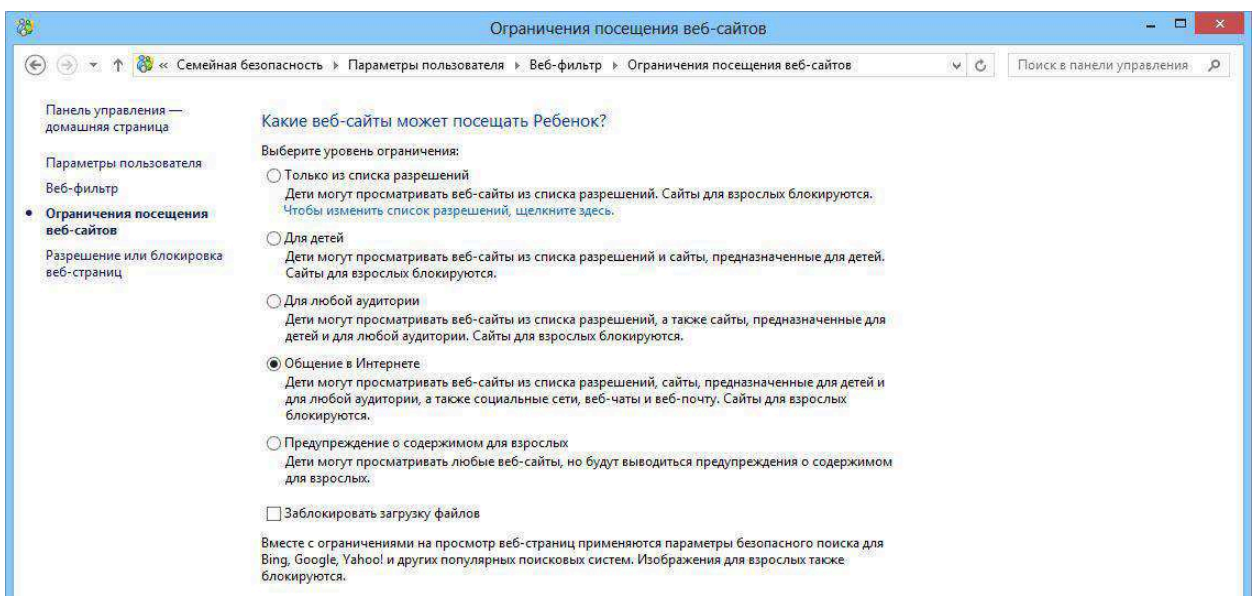 Ограничения посещения веб-сайтов
« Семейная безопасность ▸ Параметры пользователя ▸ Веб-фильтр ▸ Ограничения посещения веб-сайтов
Поиск в панели управления
Панель управления —
домашняя страница
Параметры пользователя
Веб-фильтр
Ограничения посещения
веб-сайтов
Разрешение или блокировка
веб-страниц
Какие веб-сайты может посещать Ребенок?
Выберите уровень ограничения:
Только из списка разрешений
Дети могут просматривать веб-сайты из списка разрешений. Сайты для взрослых блокируются.
Чтобы изменить список разрешений, щелкните здесь.
Для детей
Дети могут просматривать веб-сайты из списка разрешений и сайты, предназначенные для детей.
Сайты для взрослых блокируются.
Для любой аудитории
Дети могут просматривать веб-сайты из списка разрешений, а также сайты, предназначенные для
детей и для любой аудитории. Сайты для взрослых блокируются.
Общение в Интернете
Дети могут просматривать веб-сайты из списка разрешений, сайты, предназначенные для детей и
для любой аудитории, а также социальные сети, веб-чаты и веб-почту. Сайты для взрослых
блокируются.
Предупреждение о содержимом для взрослых
Дети могут просматривать любые веб-сайты, но будут выводиться предупреждения о содержимом
для взрослых.
Заблокировать загрузку файлов
Вместе с ограничениями на просмотр веб-страниц применяются параметры безопасного поиска для
Bing, Google, Yahoo! и других популярных поисковых систем. Изображения для взрослых также
блокируются.